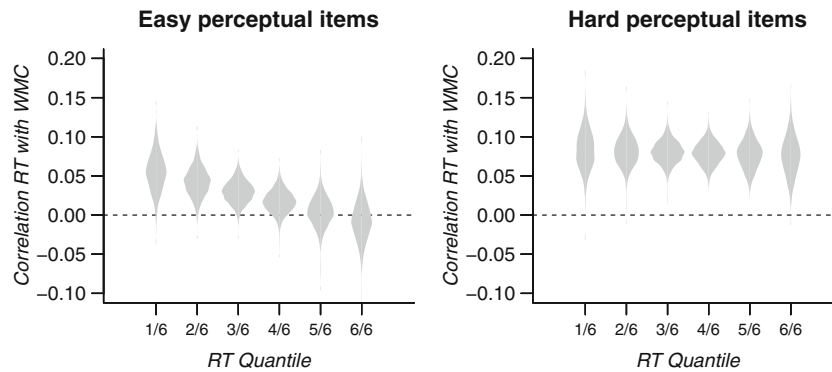 Easy perceptual items
Correlation RT with WMC
0.20
0.15
0.10
0.05
0.00
−0.05
−0.10
1/6 2/6 3/6 4/6 5/6 6/6
RT Quantile
Hard perceptual items
Correlation RT with WMC
0.20
0.15
0.10
0.05
0.00
−0.05
−0.10
1/6 2/6 3/6 4/6 5/6 6/6
RT Quantile